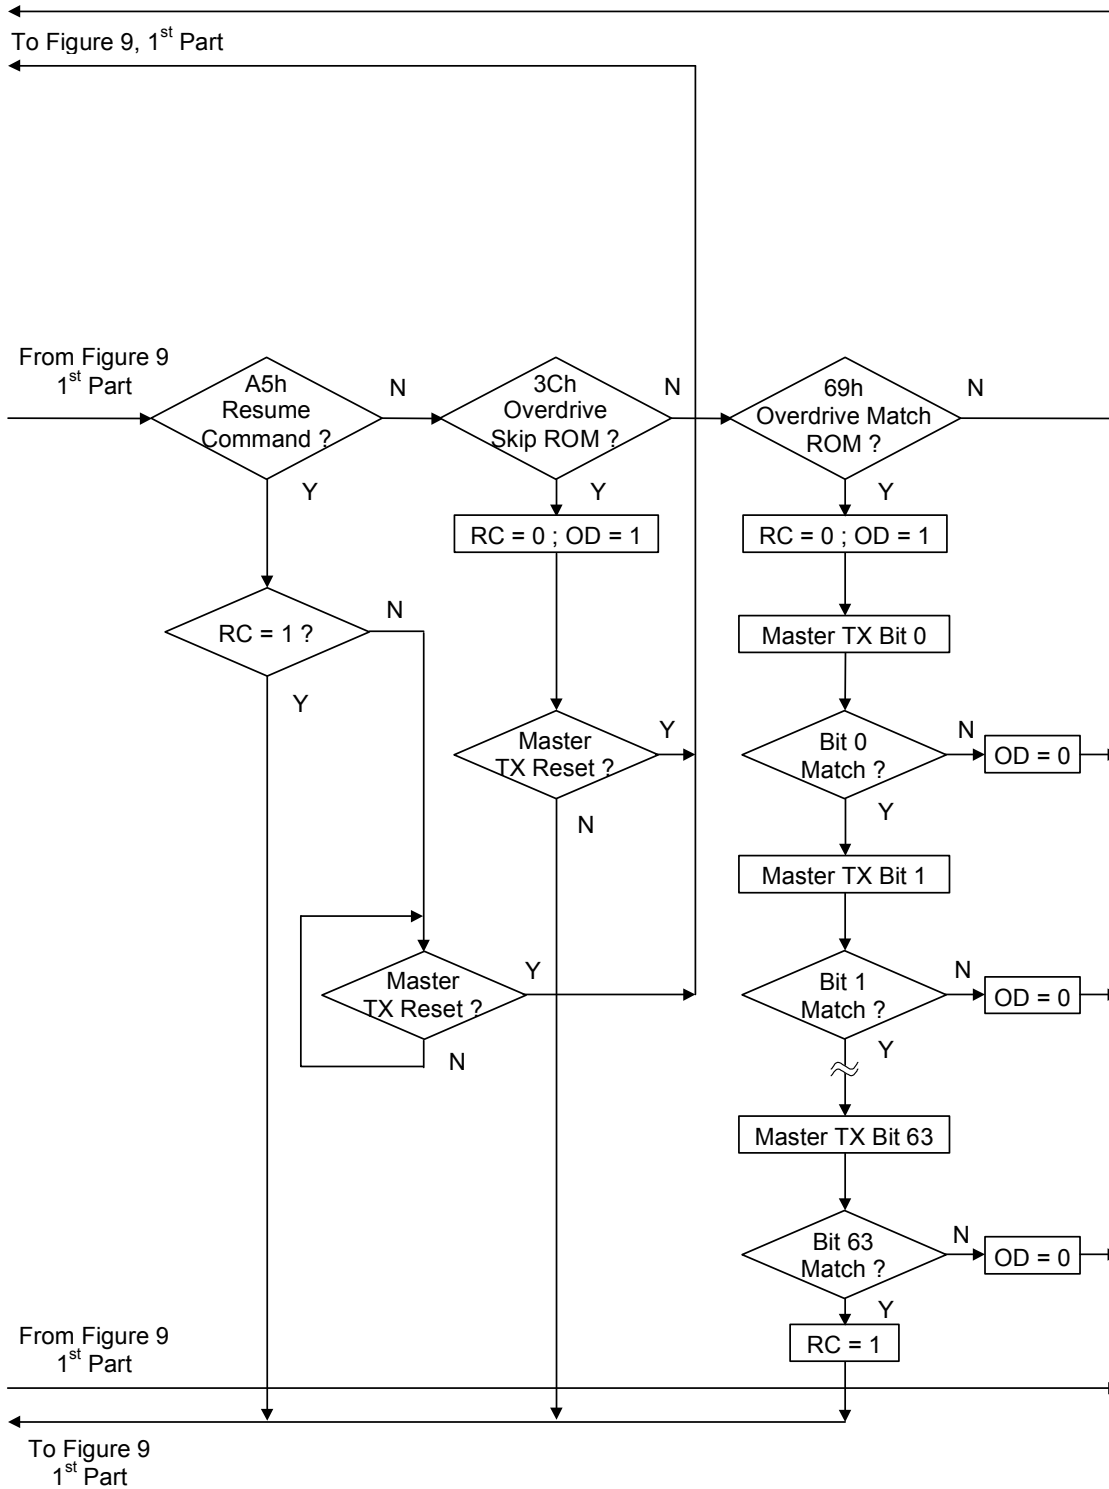 To Figure 9, 1st Part
From Figure 9
1st Part
A5h
Resume
Command ?
N
Y
3Ch
Overdrive
Skip ROM ?
N
Y
69h
Overdrive Match
ROM ?
N
Y
RC = 0 ; OD = 1
RC = 0 ; OD = 1
RC = 1 ?
N
Y
Master TX Bit 0
Master
TX Reset ?
Y
N
Bit 0
Match ?
N
OD = 0
Y
Master TX Bit 1
Master
TX Reset ?
Y
N
Bit 1
Match ?
N
OD = 0
Y
Master TX Bit 63
Bit 63
Match ?
N
OD = 0
Y
RC = 1
From Figure 9
1st Part
To Figure 9
1st Part